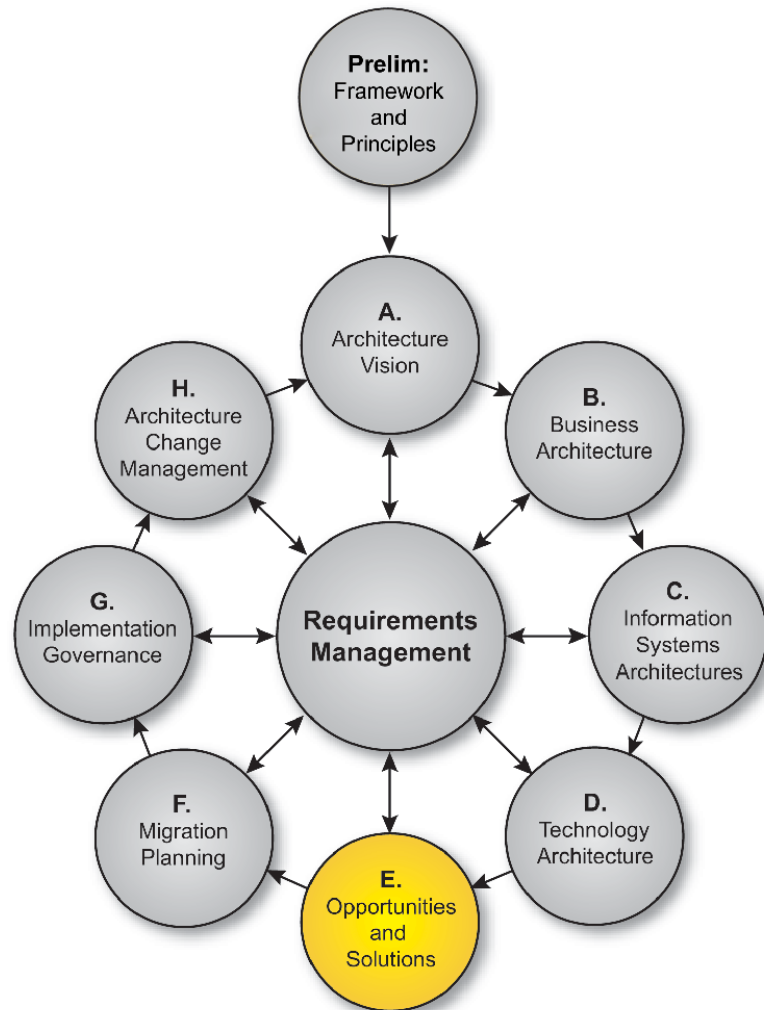 Prelim:
Framework
and
Principles
A.
Architecture
Vision
B.
Business
Architecture
C.
Information
Systems
Architectures
D.
Technology
Architecture
E.
Opportunities
and
Solutions
F.
Migration
Planning
G.
Implementation
Governance
H.
Architecture
Change
Management
Requirements
Management